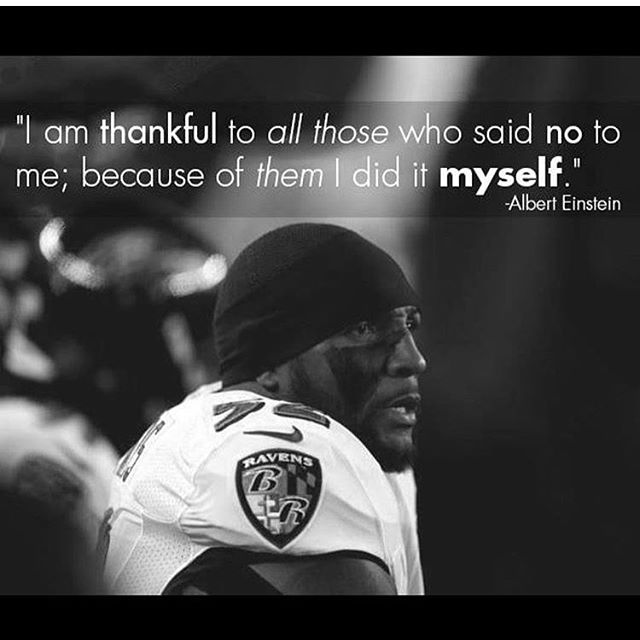 "I am thankful to all those who said no to
me; because of them I did it myself."
-Albert Einstein
RAVENS
B
R